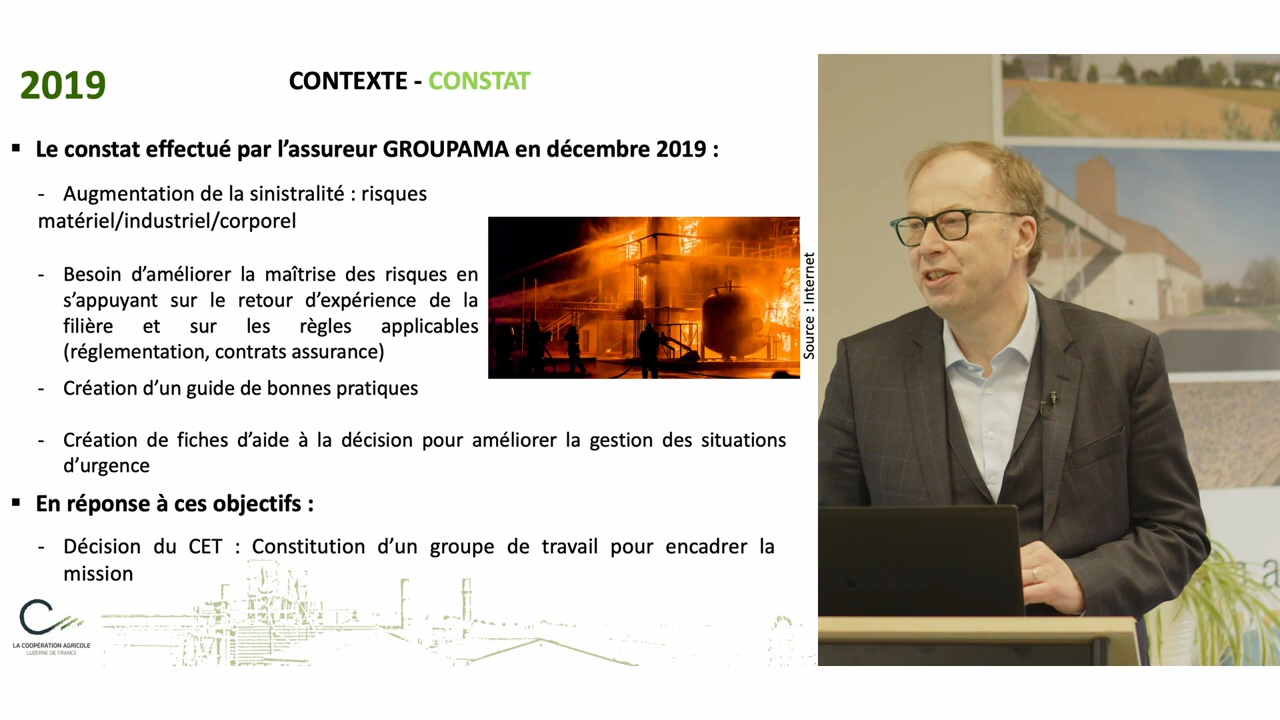 2019
CONTEXTE - CONSTAT
▪ Le constat effectué par l’assureur GROUPAMA en décembre 2019 :
- Augmentation de la sinistralité : risques
matériel/industriel/corporel
- Besoin d’améliorer la maîtrise des risques en
s’appuyant sur le retour d’expérience de la
filière et sur les règles applicables
(réglementation, contrats assurance)
Source : Internet
- Création d’un guide de bonnes pratiques
- Création de fiches d’aide à la décision pour améliorer la gestion des situations
d’urgence
▪ En réponse à ces objectifs :
- Décision du CET : Constitution d’un groupe de travail pour encadrer la
mission
LA COOPÉRATION AGRICOLE
LUZERNE DE FRANCE